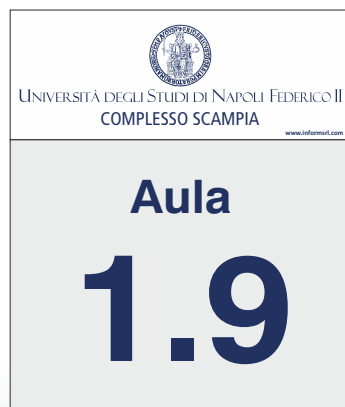 UNIVERSITÀ DEGLI STUDI DI NAPOLI FEDERICO II
COMPLESSO SCAMPIA
www.informsrl.com
Aula
1.9